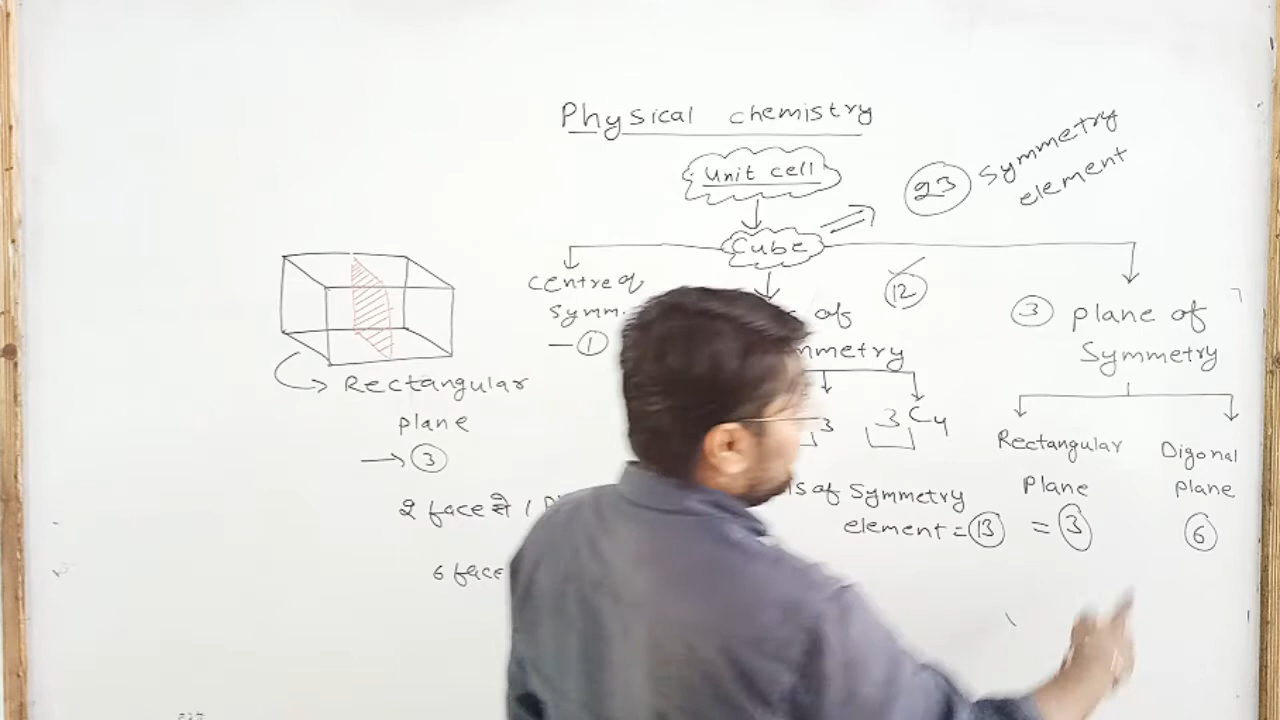 Physical chemistry
Unit cell
23 Symmetry
element
Cube
Centre of
Symm.
– 1
12
of
mmetry
3
3 C4
is of Symmetry
element = 13
3 plane of
Symmetry
Rectangular
Plane
= 3
Digonal
plane
6
Rectangular
plane
→ 3
2 face से 1
6 face